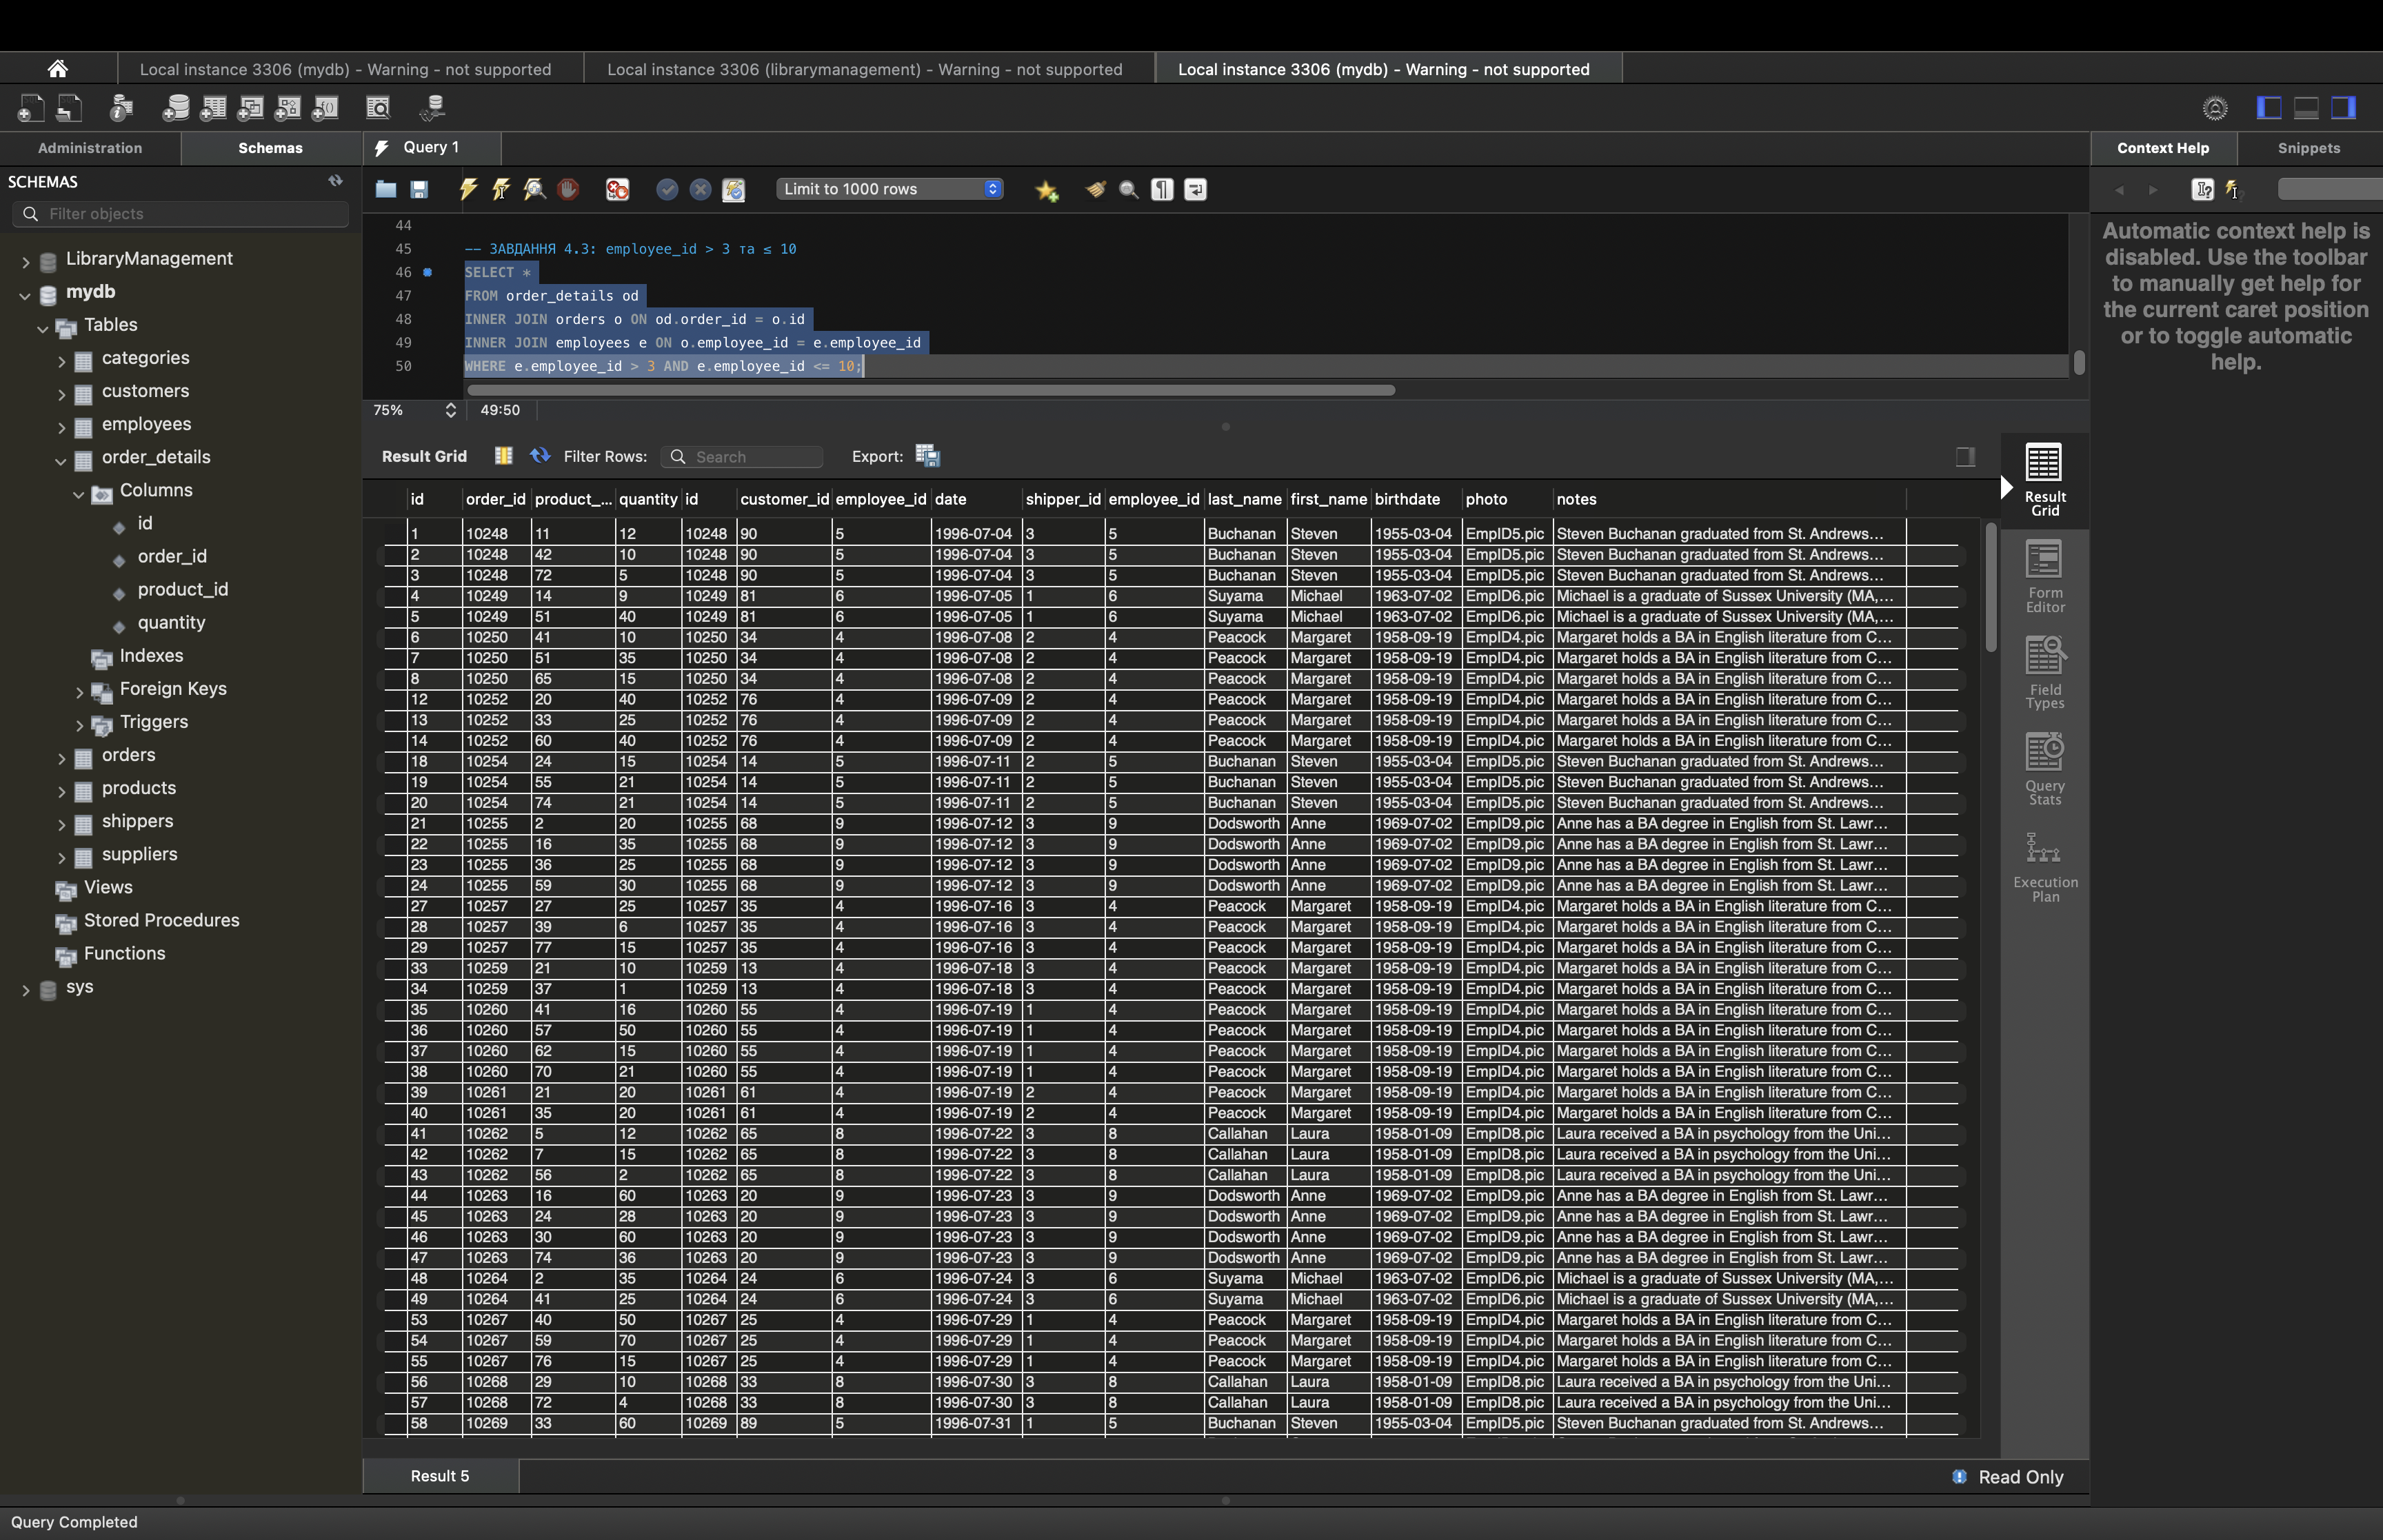 Local instance 3306 (mydb) - Warning - not supported
Local instance 3306 (librarymanagement) - Warning - not supported
Local instance 3306 (mydb) - Warning - not supported
Administration
Schemas
Query 1
Context Help
Snippets
SCHEMAS
Filter objects
LibraryManagement
mydb
Tables
categories
customers
employees
order_details
Columns
id
order_id
product_id
quantity
Indexes
Foreign Keys
Triggers
orders
products
shippers
suppliers
Views
Stored Procedures
Functions
sys
Limit to 1000 rows
44
45 -- ЗАВДАННЯ 4.3: employee_id > 3 та ≤ 10
46 SELECT *
47 FROM order_details od
48 INNER JOIN orders o ON od.order_id = o.id
49 INNER JOIN employees e ON o.employee_id = e.employee_id
50 WHERE e.employee_id > 3 AND e.employee_id <= 10;
75% 49:50
Automatic context help is
disabled. Use the toolbar
to manually get help for
the current caret position
or to toggle automatic
help.
Result Grid Filter Rows: Search Export:
id order_id product_... quantity id customer_id employee_id date shipper_id employee_id last_name first_name birthdate photo notes
1 10248 11 12 10248 90 5 1996-07-04 3 5 Buchanan Steven 1955-03-04 EmpID5.pic Steven Buchanan graduated from St. Andrews...
2 10248 42 10 10248 90 5 1996-07-04 3 5 Buchanan Steven 1955-03-04 EmpID5.pic Steven Buchanan graduated from St. Andrews...
3 10248 72 5 10248 90 5 1996-07-04 3 5 Buchanan Steven 1955-03-04 EmpID5.pic Steven Buchanan graduated from St. Andrews...
4 10249 14 9 10249 81 6 1996-07-05 1 6 Suyama Michael 1963-07-02 EmpID6.pic Michael is a graduate of Sussex University (MA,...
5 10249 51 40 10249 81 6 1996-07-05 1 6 Suyama Michael 1963-07-02 EmpID6.pic Michael is a graduate of Sussex University (MA,...
6 10250 41 10 10250 34 4 1996-07-08 2 4 Peacock Margaret 1958-09-19 EmpID4.pic Margaret holds a BA in English literature from C...
7 10250 51 35 10250 34 4 1996-07-08 2 4 Peacock Margaret 1958-09-19 EmpID4.pic Margaret holds a BA in English literature from C...
8 10250 65 15 10250 34 4 1996-07-08 2 4 Peacock Margaret 1958-09-19 EmpID4.pic Margaret holds a BA in English literature from C...
12 10252 20 40 10252 76 4 1996-07-09 2 4 Peacock Margaret 1958-09-19 EmpID4.pic Margaret holds a BA in English literature from C...
13 10252 33 25 10252 76 4 1996-07-09 2 4 Peacock Margaret 1958-09-19 EmpID4.pic Margaret holds a BA in English literature from C...
14 10252 60 40 10252 76 4 1996-07-09 2 4 Peacock Margaret 1958-09-19 EmpID4.pic Margaret holds a BA in English literature from C...
18 10254 24 15 10254 14 5 1996-07-11 2 5 Buchanan Steven 1955-03-04 EmpID5.pic Steven Buchanan graduated from St. Andrews...
19 10254 55 21 10254 14 5 1996-07-11 2 5 Buchanan Steven 1955-03-04 EmpID5.pic Steven Buchanan graduated from St. Andrews...
20 10254 74 21 10254 14 5 1996-07-11 2 5 Buchanan Steven 1955-03-04 EmpID5.pic Steven Buchanan graduated from St. Andrews...
21 10255 2 20 10255 68 9 1996-07-12 3 9 Dodsworth Anne 1969-07-02 EmpID9.pic Anne has a BA degree in English from St. Lawr...
22 10255 16 35 10255 68 9 1996-07-12 3 9 Dodsworth Anne 1969-07-02 EmpID9.pic Anne has a BA degree in English from St. Lawr...
23 10255 36 25 10255 68 9 1996-07-12 3 9 Dodsworth Anne 1969-07-02 EmpID9.pic Anne has a BA degree in English from St. Lawr...
24 10255 59 30 10255 68 9 1996-07-12 3 9 Dodsworth Anne 1969-07-02 EmpID9.pic Anne has a BA degree in English from St. Lawr...
27 10257 27 25 10257 35 4 1996-07-16 3 4 Peacock Margaret 1958-09-19 EmpID4.pic Margaret holds a BA in English literature from C...
28 10257 39 6 10257 35 4 1996-07-16 3 4 Peacock Margaret 1958-09-19 EmpID4.pic Margaret holds a BA in English literature from C...
29 10257 77 15 10257 35 4 1996-07-16 3 4 Peacock Margaret 1958-09-19 EmpID4.pic Margaret holds a BA in English literature from C...
33 10259 21 10 10259 13 4 1996-07-18 3 4 Peacock Margaret 1958-09-19 EmpID4.pic Margaret holds a BA in English literature from C...
34 10259 37 1 10259 13 4 1996-07-18 3 4 Peacock Margaret 1958-09-19 EmpID4.pic Margaret holds a BA in English literature from C...
35 10260 41 16 10260 55 4 1996-07-19 1 4 Peacock Margaret 1958-09-19 EmpID4.pic Margaret holds a BA in English literature from C...
36 10260 57 50 10260 55 4 1996-07-19 1 4 Peacock Margaret 1958-09-19 EmpID4.pic Margaret holds a BA in English literature from C...
37 10260 62 15 10260 55 4 1996-07-19 1 4 Peacock Margaret 1958-09-19 EmpID4.pic Margaret holds a BA in English literature from C...
38 10260 70 21 10260 55 4 1996-07-19 1 4 Peacock Margaret 1958-09-19 EmpID4.pic Margaret holds a BA in English literature from C...
39 10261 21 20 10261 61 4 1996-07-19 2 4 Peacock Margaret 1958-09-19 EmpID4.pic Margaret holds a BA in English literature from C...
40 10261 35 20 10261 61 4 1996-07-19 2 4 Peacock Margaret 1958-09-19 EmpID4.pic Margaret holds a BA in English literature from C...
41 10262 5 12 10262 65 8 1996-07-22 3 8 Callahan Laura 1958-01-09 EmpID8.pic Laura received a BA in psychology from the Uni...
42 10262 7 15 10262 65 8 1996-07-22 3 8 Callahan Laura 1958-01-09 EmpID8.pic Laura received a BA in psychology from the Uni...
43 10262 56 2 10262 65 8 1996-07-22 3 8 Callahan Laura 1958-01-09 EmpID8.pic Laura received a BA in psychology from the Uni...
44 10263 16 60 10263 20 9 1996-07-23 3 9 Dodsworth Anne 1969-07-02 EmpID9.pic Anne has a BA degree in English from St. Lawr...
45 10263 24 28 10263 20 9 1996-07-23 3 9 Dodsworth Anne 1969-07-02 EmpID9.pic Anne has a BA degree in English from St. Lawr...
46 10263 30 60 10263 20 9 1996-07-23 3 9 Dodsworth Anne 1969-07-02 EmpID9.pic Anne has a BA degree in English from St. Lawr...
47 10263 74 36 10263 20 9 1996-07-23 3 9 Dodsworth Anne 1969-07-02 EmpID9.pic Anne has a BA degree in English from St. Lawr...
48 10264 2 35 10264 24 6 1996-07-24 3 6 Suyama Michael 1963-07-02 EmpID6.pic Michael is a graduate of Sussex University (MA,...
49 10264 41 25 10264 24 6 1996-07-24 3 6 Suyama Michael 1963-07-02 EmpID6.pic Michael is a graduate of Sussex University (MA,...
53 10267 40 50 10267 25 4 1996-07-29 1 4 Peacock Margaret 1958-09-19 EmpID4.pic Margaret holds a BA in English literature from C...
54 10267 59 70 10267 25 4 1996-07-29 1 4 Peacock Margaret 1958-09-19 EmpID4.pic Margaret holds a BA in English literature from C...
55 10267 76 15 10267 25 4 1996-07-29 1 4 Peacock Margaret 1958-09-19 EmpID4.pic Margaret holds a BA in English literature from C...
56 10268 29 10 10268 33 8 1996-07-30 3 8 Callahan Laura 1958-01-09 EmpID8.pic Laura received a BA in psychology from the Uni...
57 10268 72 4 10268 33 8 1996-07-30 3 8 Callahan Laura 1958-01-09 EmpID8.pic Laura received a BA in psychology from the Uni...
58 10269 33 60 10269 89 5 1996-07-31 1 5 Buchanan Steven 1955-03-04 EmpID5.pic Steven Buchanan graduated from St. Andrews...
Result
Grid
Form
Editor
Field
Types
Query
Stats
Execution
Plan
Result 5
Read Only
Query Completed